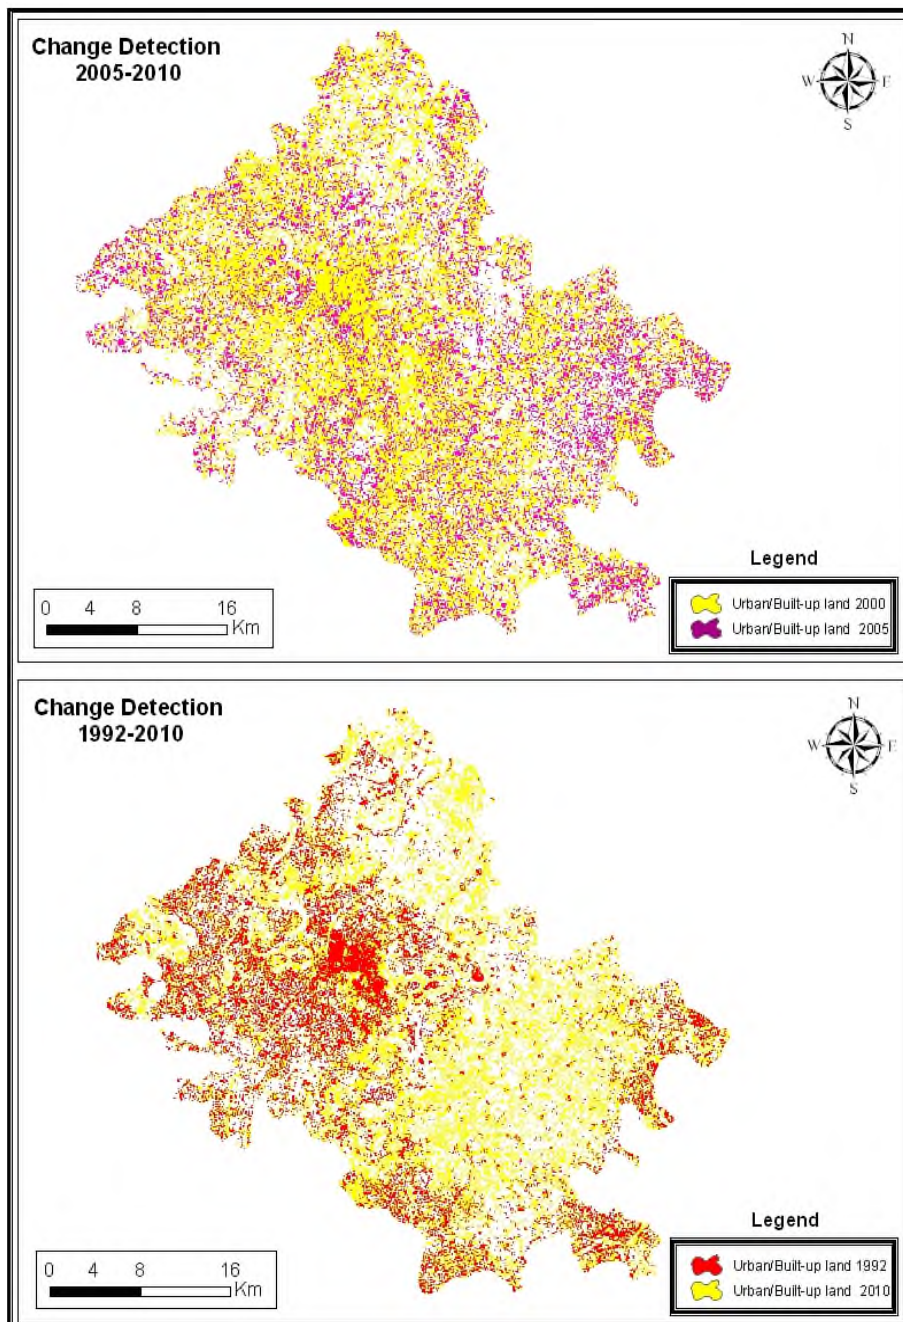 Change Detection
2005-2010
N
W E
S
Legend
Urban/Built-up land 2000
Urban/Built-up land 2005
0 4 8 16
Km
Change Detection
1992-2010
N
W E
S
Legend
Urban/Built-up land 1992
Urban/Built-up land 2010
0 4 8 16
Km